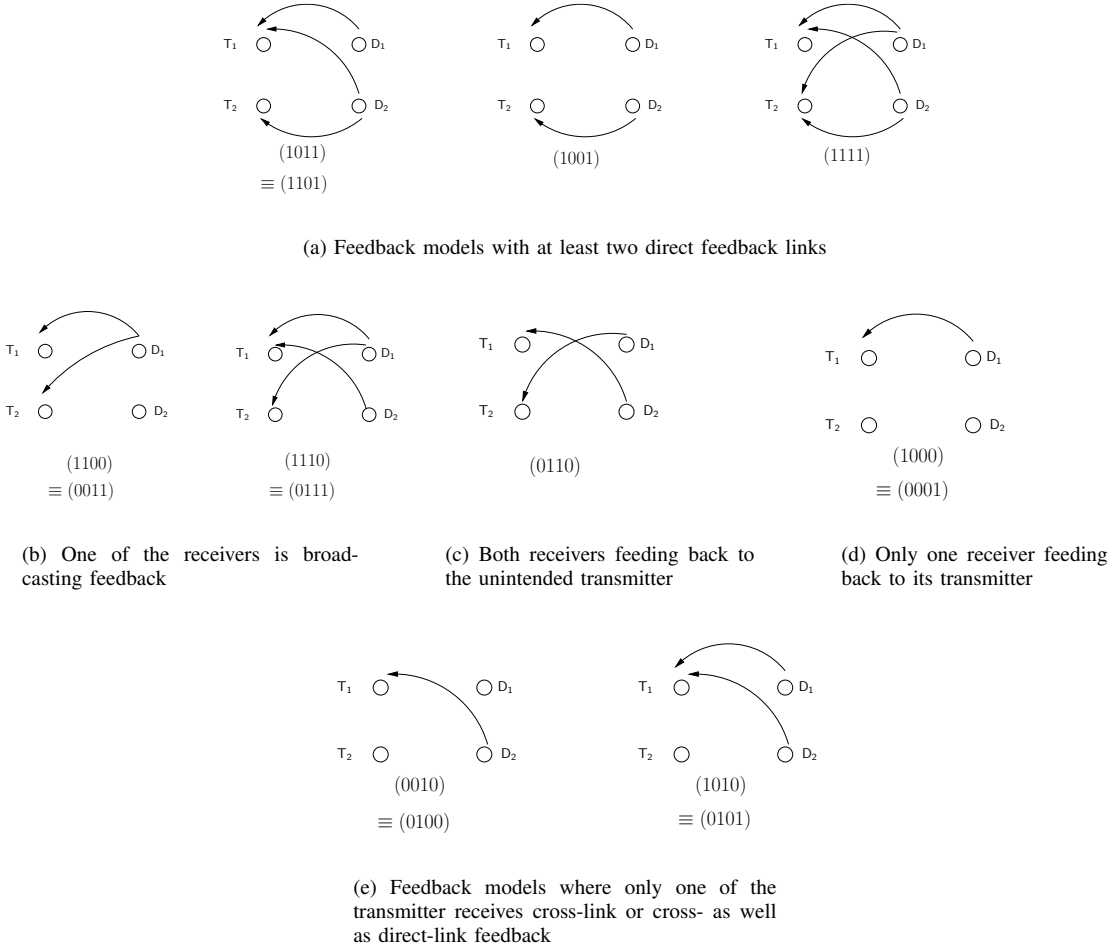 T1 D1 T1 D1 T1 D1
T2 D2 T2 D2 T2 D2
(1011) (1001) (1111)
≡ (1101)
(a) Feedback models with at least two direct feedback links
T1 D1 T1 D1 T1 D1 T1 D1
T2 D2 T2 D2 T2 D2 T2 D2
(1100) (1110) (0110) (1000)
≡ (0011) ≡ (0111) ≡ (0001)
(b) One of the receivers is broad-
casting feedback
(c) Both receivers feeding back to
the unintended transmitter
(d) Only one receiver feeding
back to its transmitter
T1 D1 T1 D1
T2 D2 T2 D2
(0010) (1010)
≡ (0100) ≡ (0101)
(e) Feedback models where only one of the
transmitter receives cross-link or cross- as well
as direct-link feedback